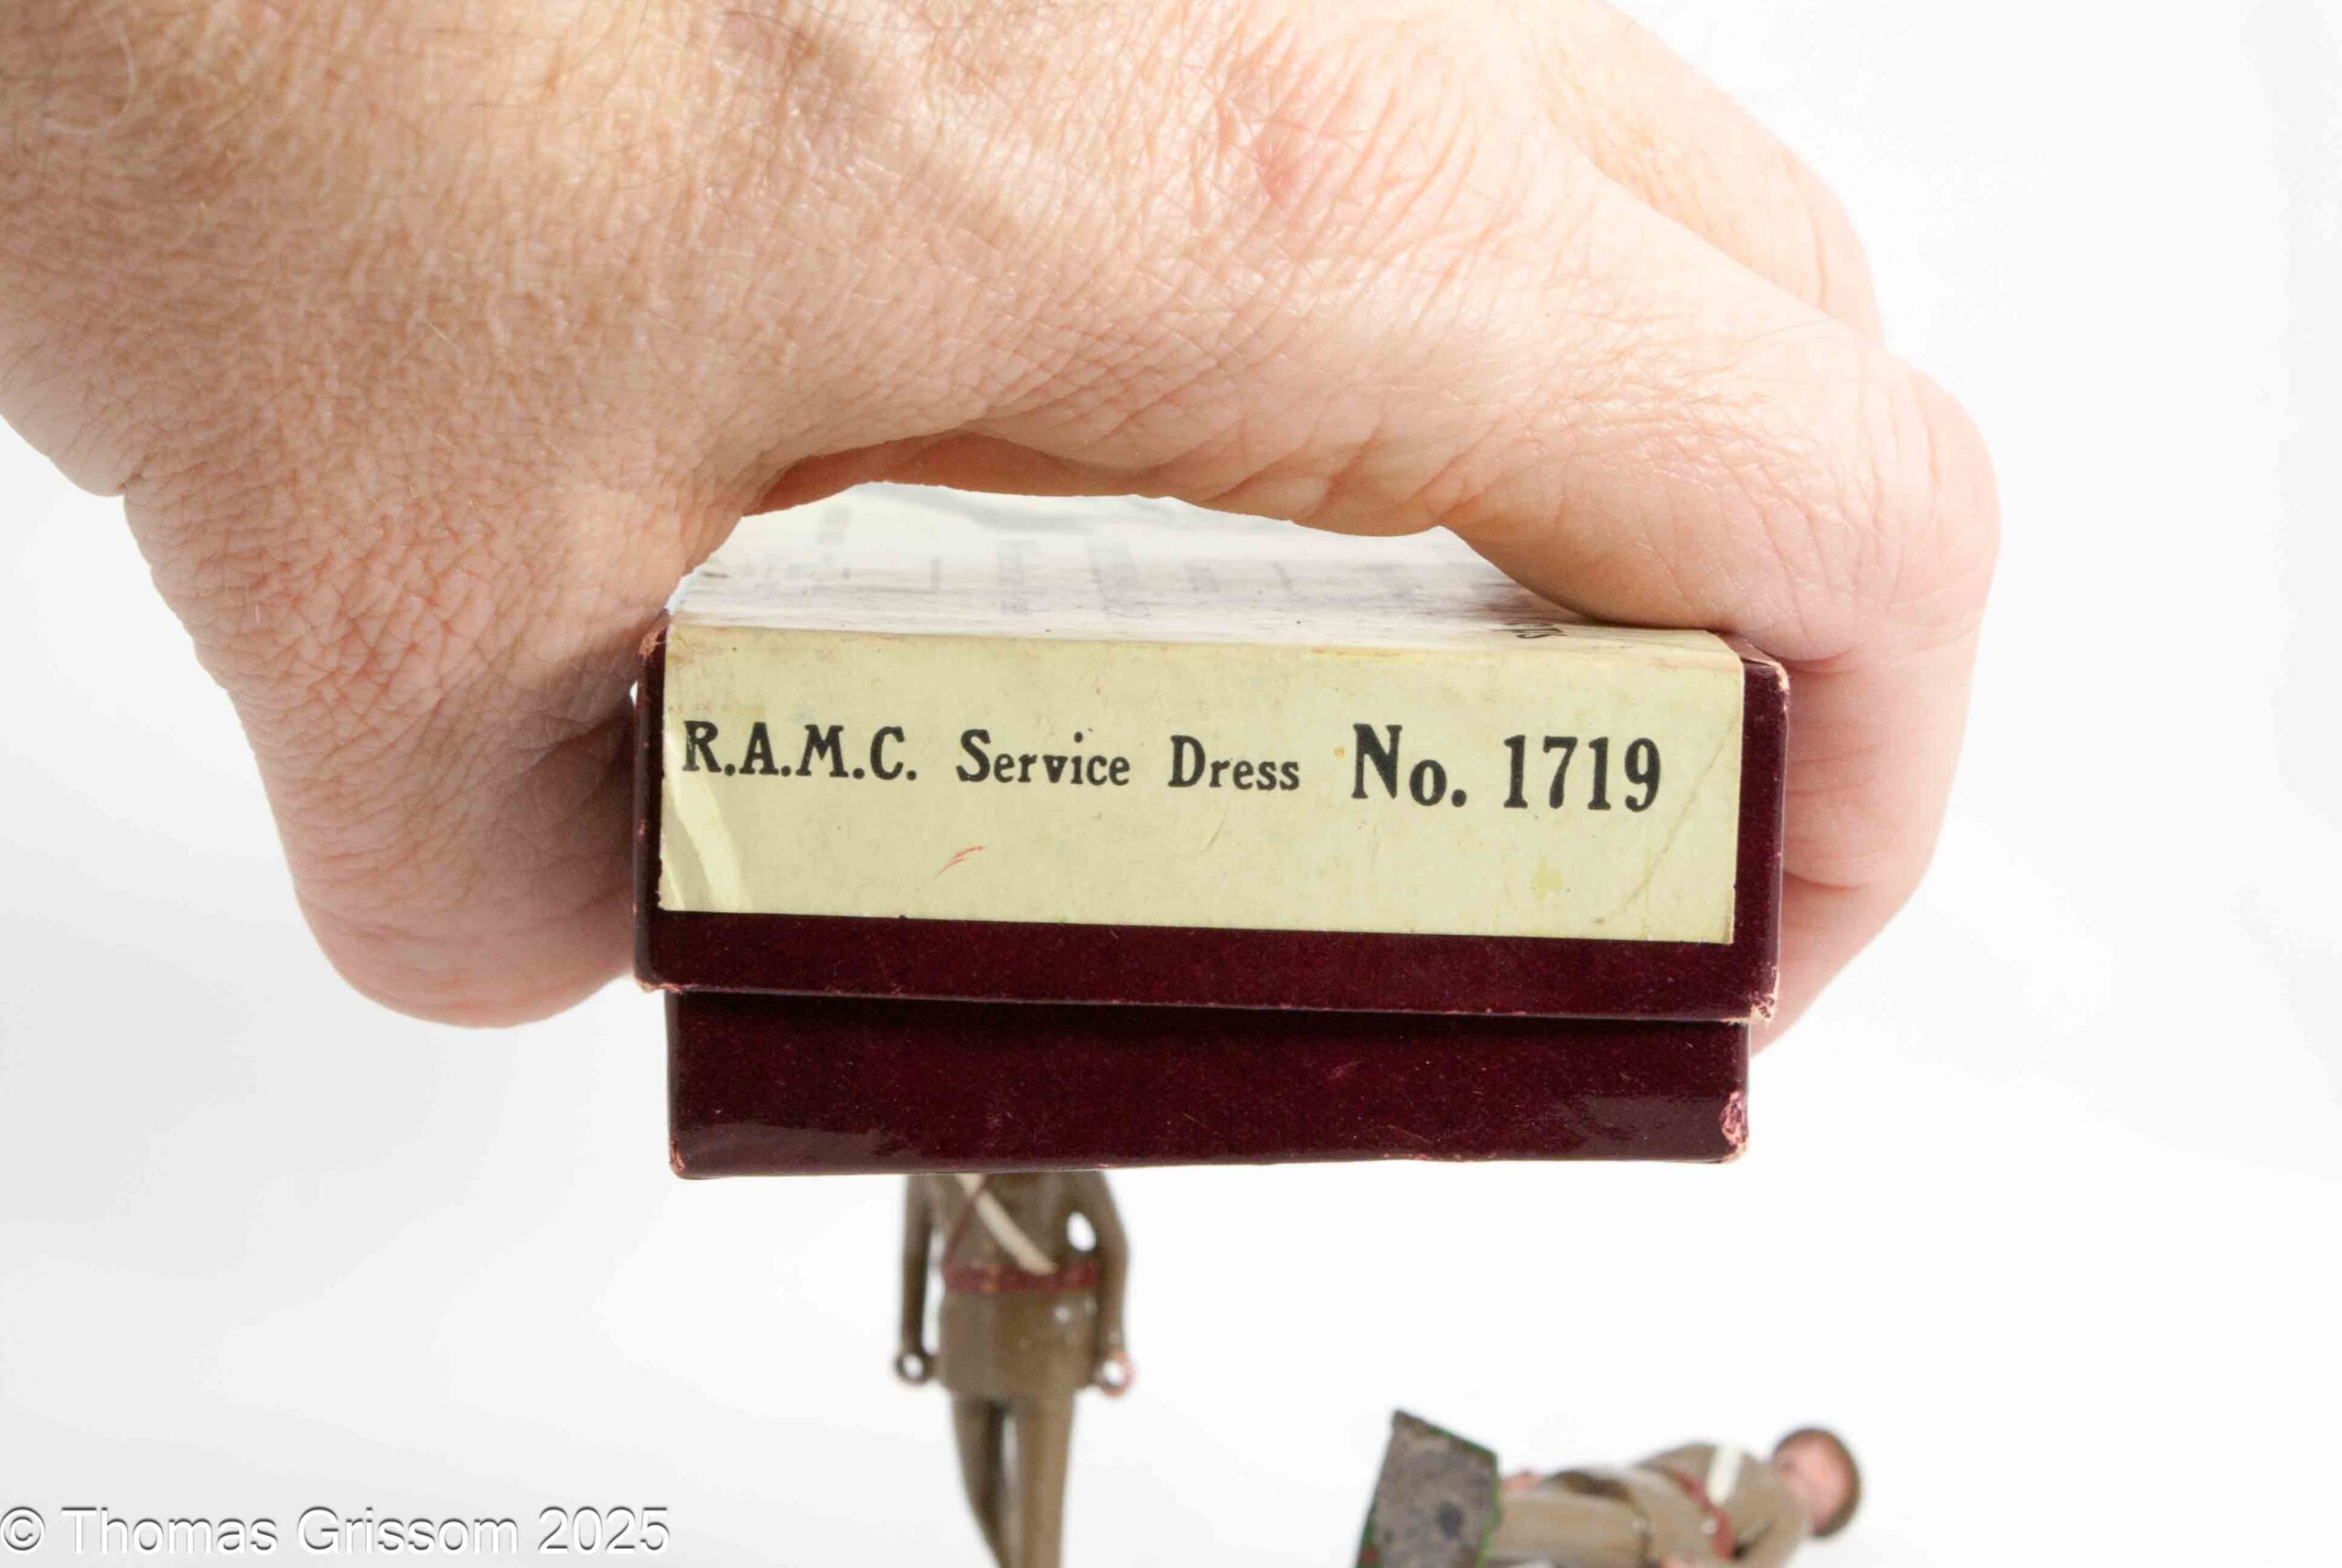 R.A.M.C. Service Dress No. 1719
© Thomas Grissom 2025